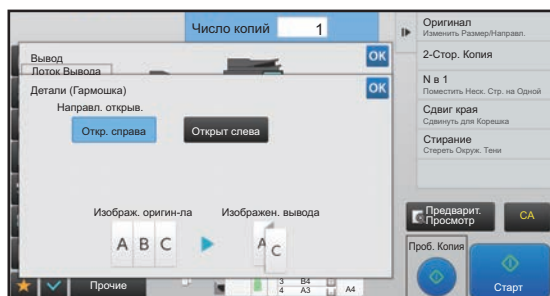 Число копий 1
Вывод
OK
Лоток Вывода
Детали (Гармошка)
OK
Направл. открыв.
Откр. справа
Открыт слева
Изображ. оригин-ла
Изображен. вывода
A B C
A C
Прочие
3 B4
4 A3
A4
Оригинал
Изменить Размер/Направл.
2-Стор. Копия
N в 1
Поместить Неск. Стр. на Одной
Сдвиг края
Сдвинуть для Корешка
Стирание
Стереть Окруж. Тени
Предварит.
Просмотр
CA
Проб. Копия
Старт